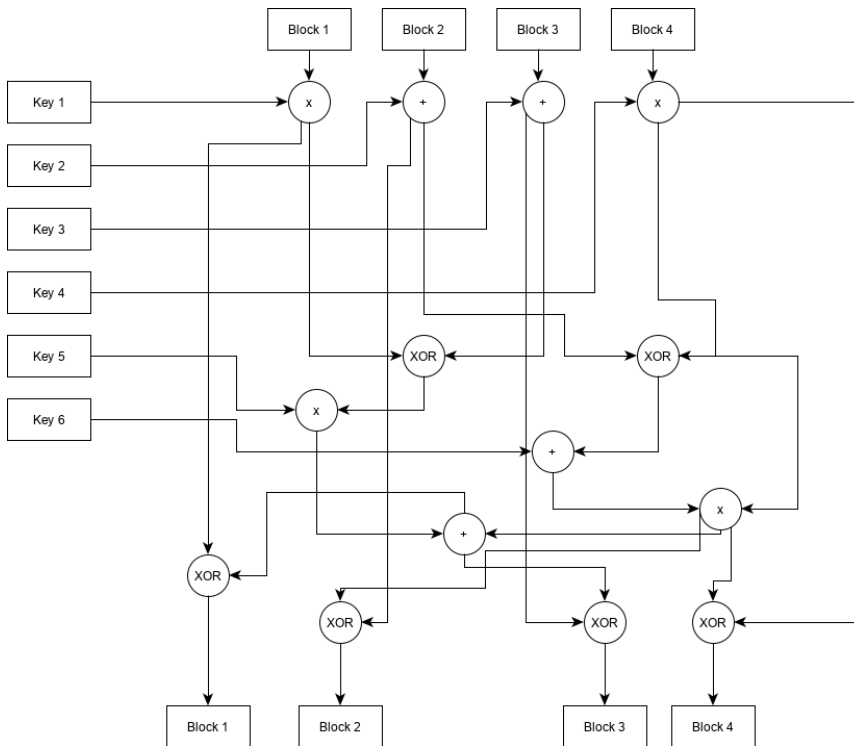 Block 1
Block 2
Block 3
Block 4
Key 1
x
+
+
x
Key 2
Key 3
Key 4
Key 5
XOR
XOR
x
Key 6
+
x
+
XOR
XOR
XOR
XOR
Block 1
Block 2
Block 3
Block 4